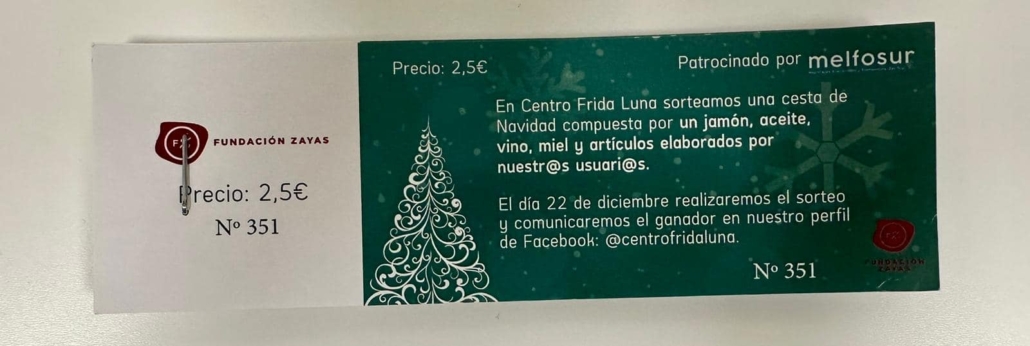 FUNDACIÓN ZAYAS
Precio: 2,5€
Nº 351
Precio: 2,5€
Patrocinado por melfosur
En Centro Frida Luna sorteamos una cesta de
Navidad compuesta por un jamón, aceite,
vino, miel y artículos elaborados por
nuestr@s usuari@s.
El día 22 de diciembre realizaremos el sorteo
y comunicaremos el ganador en nuestro perfil
de Facebook: @centrofridaluna.
Nº 351
FUNDACIÓN
ZAYAS